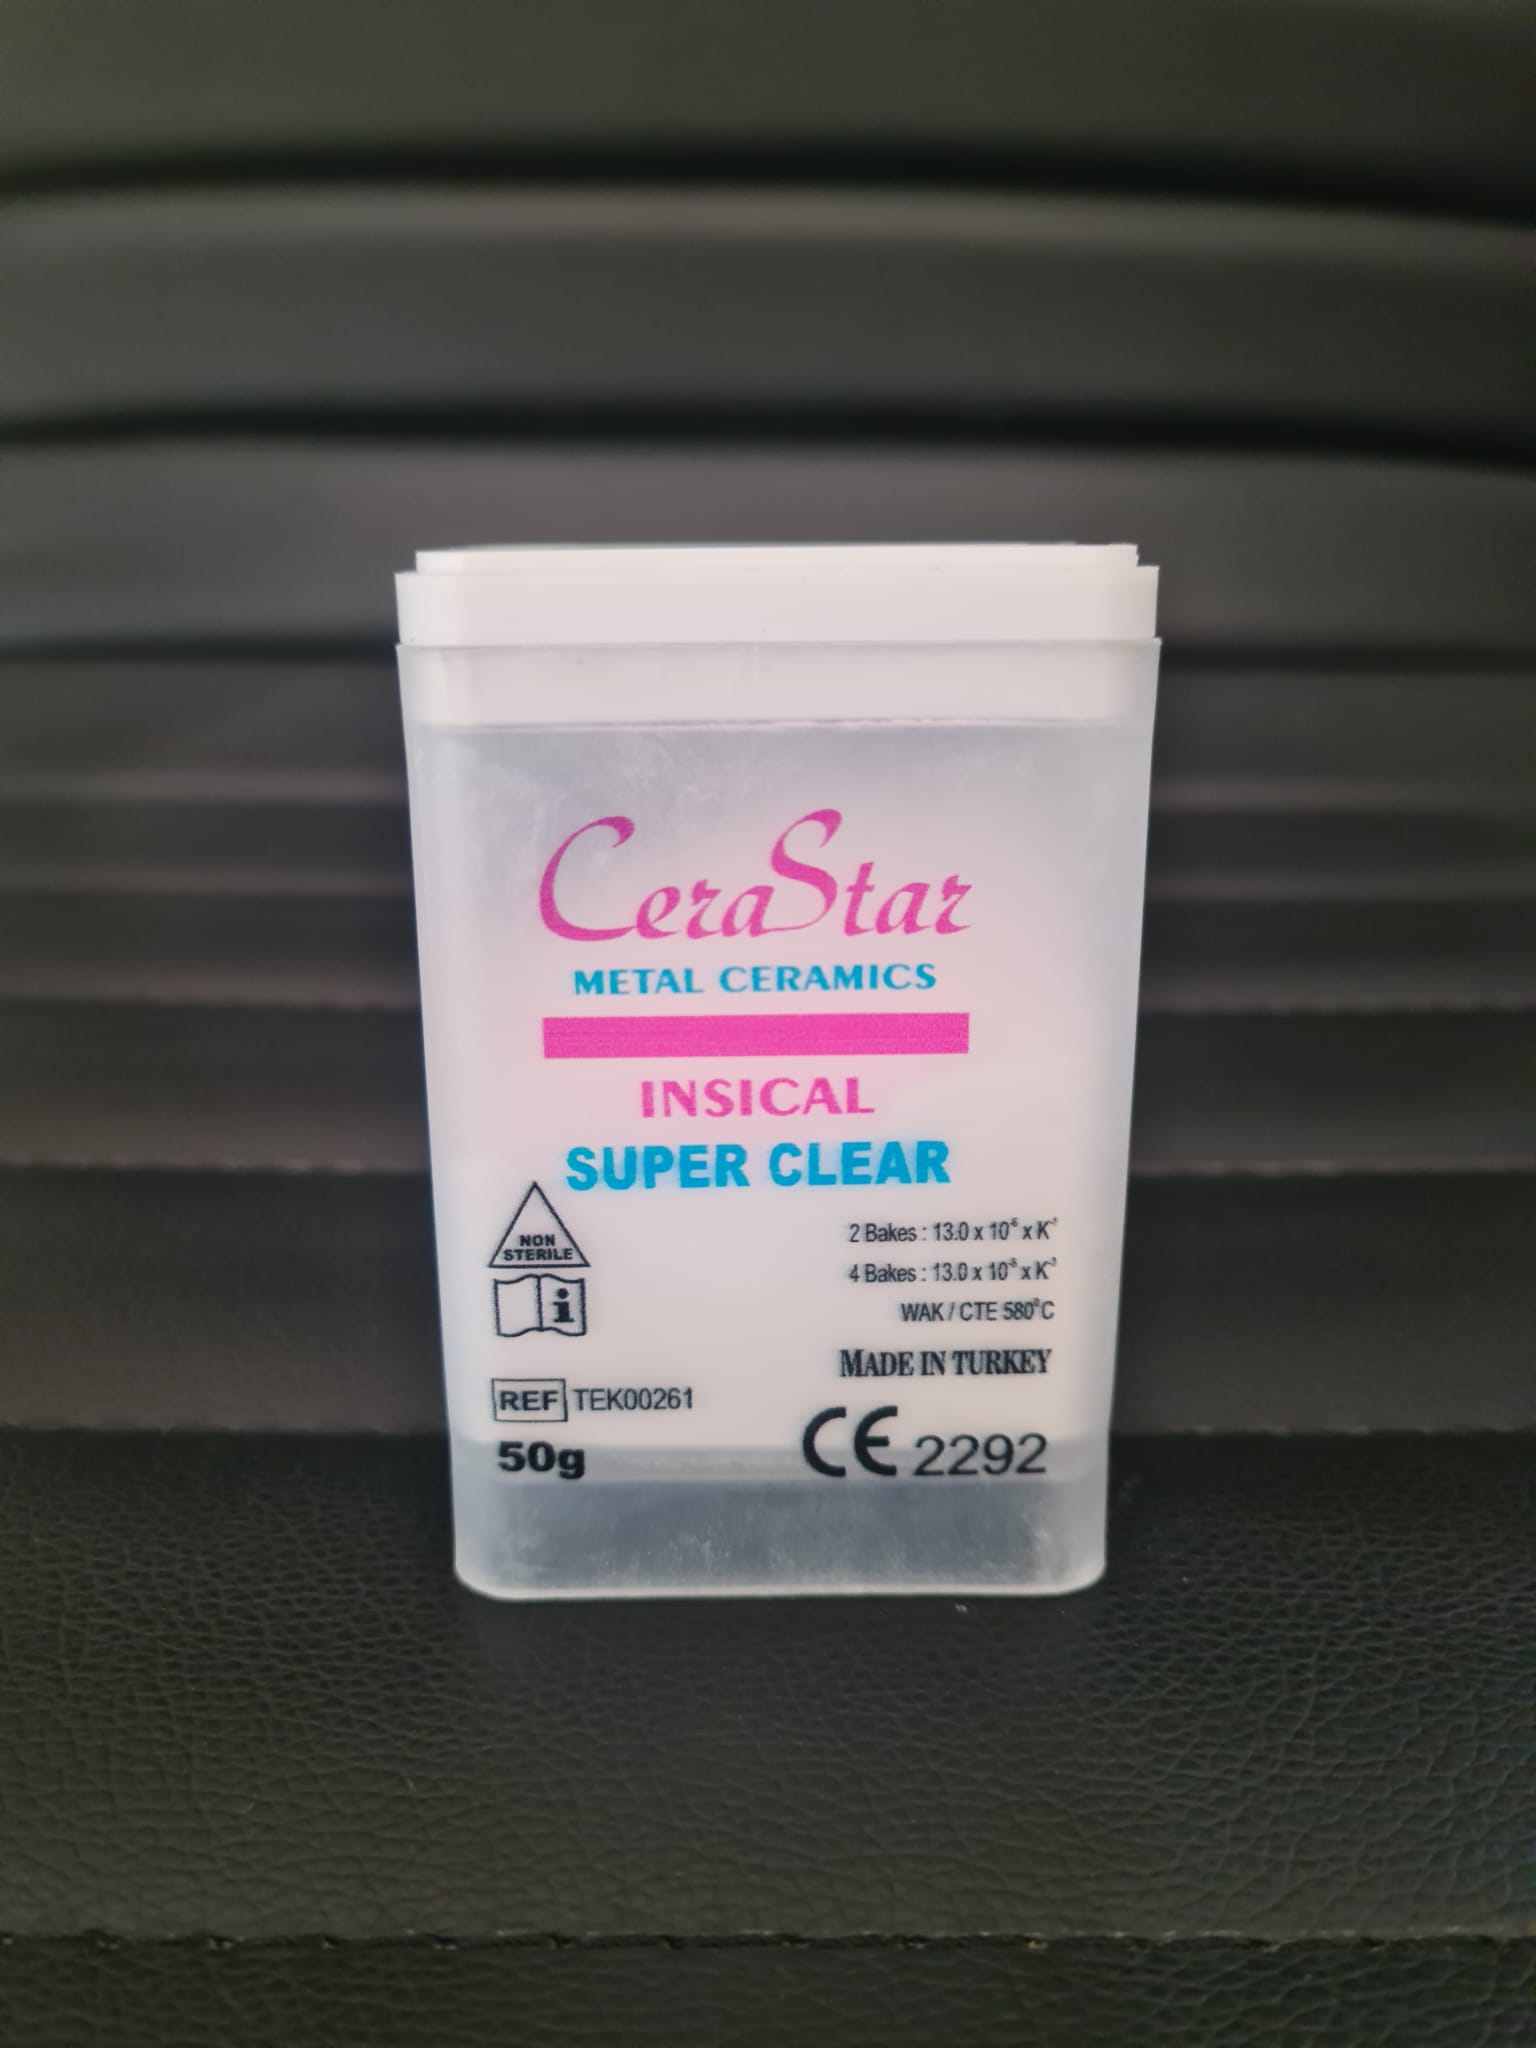 CeraStar
METAL CERAMICS
INSICAL
SUPER CLEAR
NON
STERILE
2 Bakes : 13.0 x 10⁻⁶ x K⁻¹
4 Bakes : 13.0 x 10⁻⁶ x K⁻¹
WAK / CTE 580°C
MADE IN TURKEY
REF TEK00261
50g
CE 2292